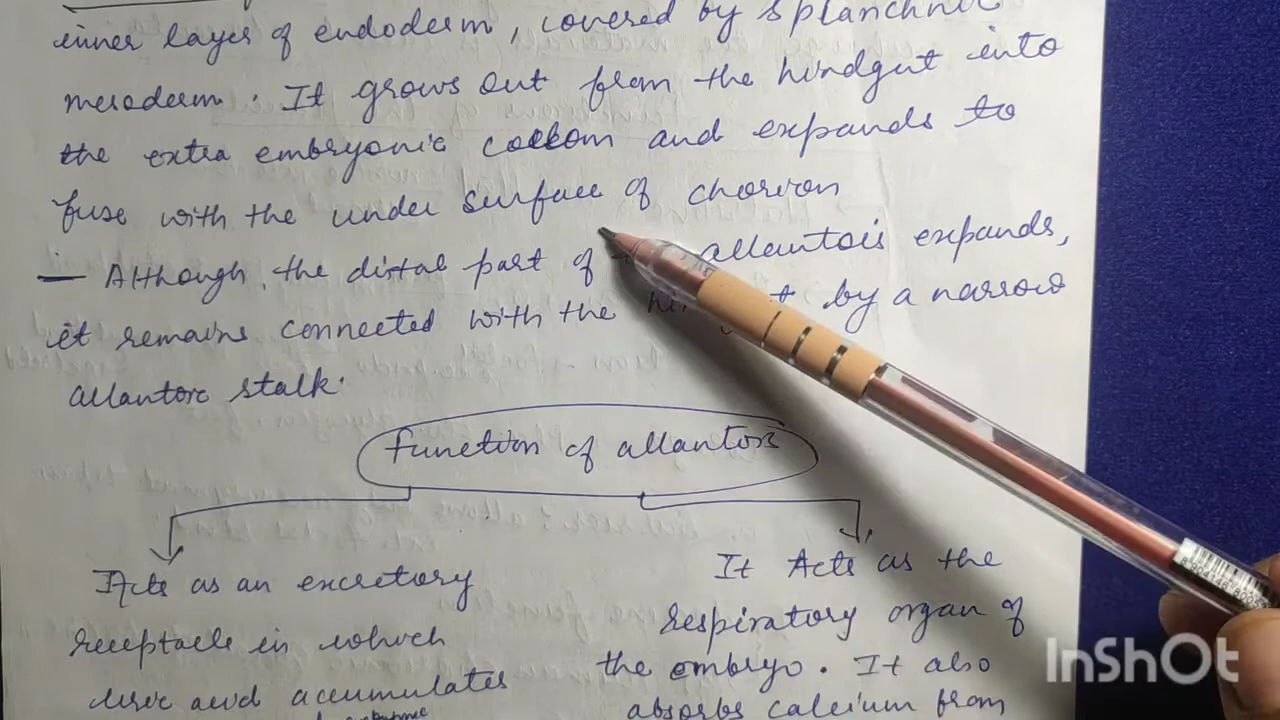 inner layer of endoderm, covered by splanchnic
mesoderm. It grows out from the hindgut into
the extra embryonic coelom and expands to
fuse with the under surface of chorion
— Although the distal part of allantois expands,
it remains connected with the by a narrow
allantoic stalk.
Function of allantois
Acts as an excretory
receptacle in which
uric acid accumulates
It Acts as the
respiratory organ of
the embryo. It also
absorbs calcium from
InShOt